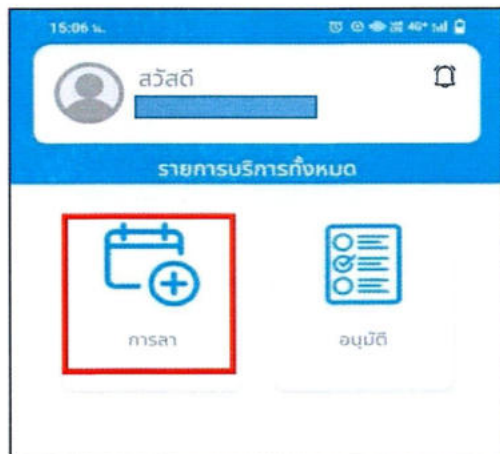 15:06 น.
4G+
สวัสดี
รายการบริการทั้งหมด
การลา
อนุมัติ